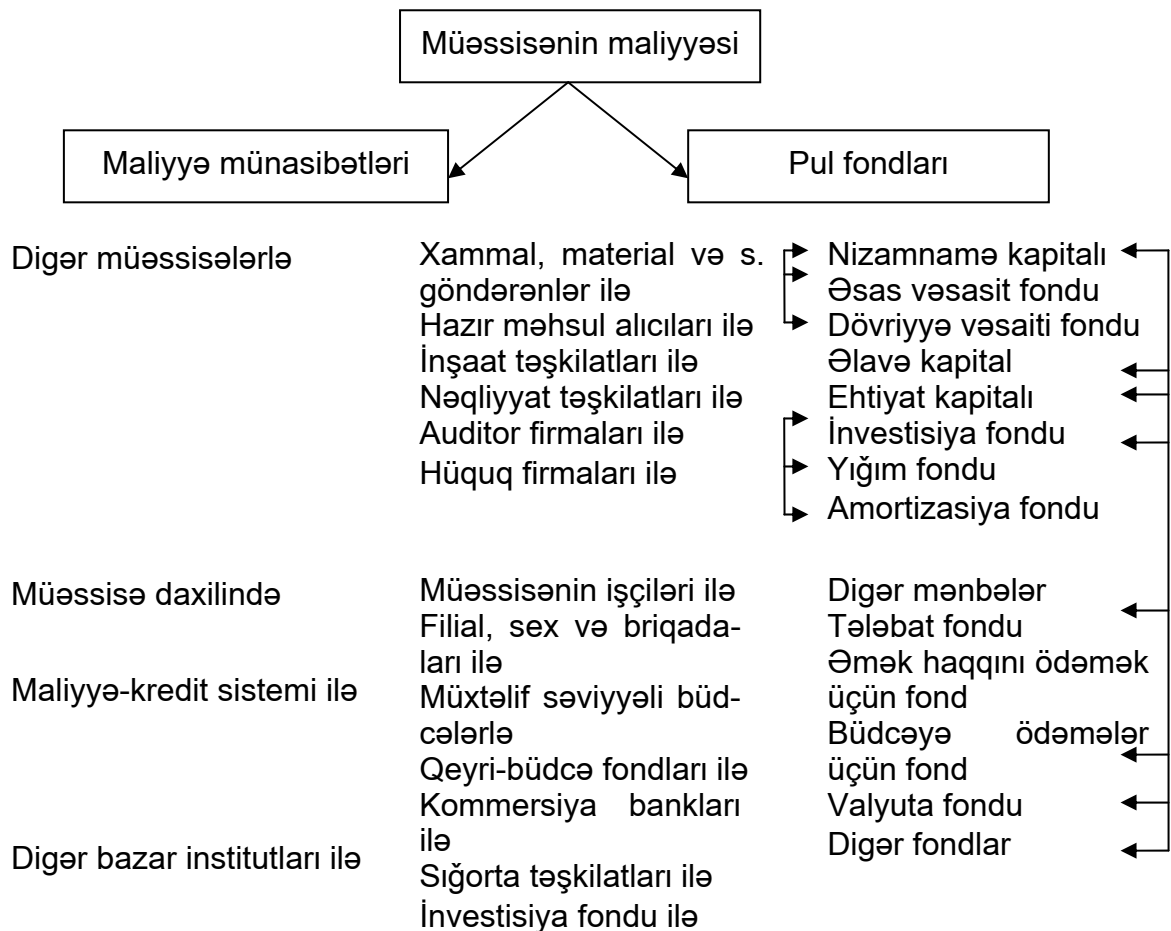 Müəssisənin maliyyəsi
Maliyyə münasibətləri
Pul fondları
Digər müəssisələrlə
Xammal, material və s.
göndərənlər ilə
Hazır məhsul alıcıları ilə
İnşaat təşkilatları ilə
Nəqliyyat təşkilatları ilə
Auditor firmaları ilə
Hüquq firmaları ilə
Nizamnamə kapitalı
Əsas vəsasit fondu
Dövriyyə vəsaiti fondu
Əlavə kapital
Ehtiyat kapitalı
İnvestisiya fondu
Yığım fondu
Amortizasiya fondu
Müəssisə daxilində
Maliyyə-kredit sistemi ilə
Digər bazar institutları ilə
Müəssisənin işçiləri ilə
Filial, sex və briqada-
ları ilə
Müxtəlif səviyyəli büd-
cələrlə
Qeyri-büdcə fondları ilə
Kommersiya bankları
ilə
Sığorta təşkilatları ilə
İnvestisiya fondu ilə
Digər mənbələr
Tələbat fondu
Əmək haqqını ödəmək
üçün fond
Büdcəyə ödəmələr
üçün fond
Valyuta fondu
Digər fondlar